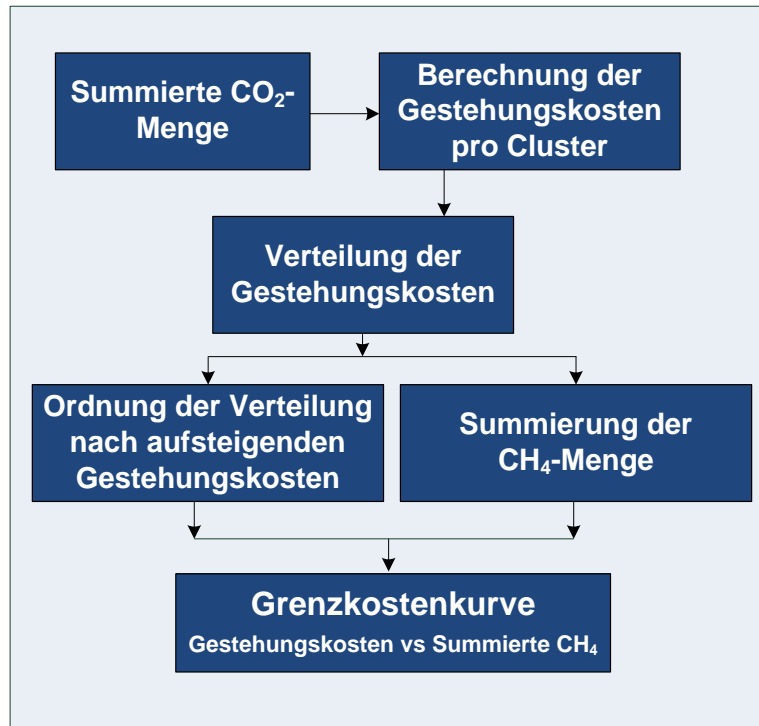 Summierte CO₂-
Menge
Berechnung der
Gestehungskosten
pro Cluster
Verteilung der
Gestehungskosten
Ordnung der Verteilung
nach aufsteigenden
Gestehungskosten
Summierung der
CH₄-Menge
Grenzkostenkurve
Gestehungskosten vs Summierte CH₄